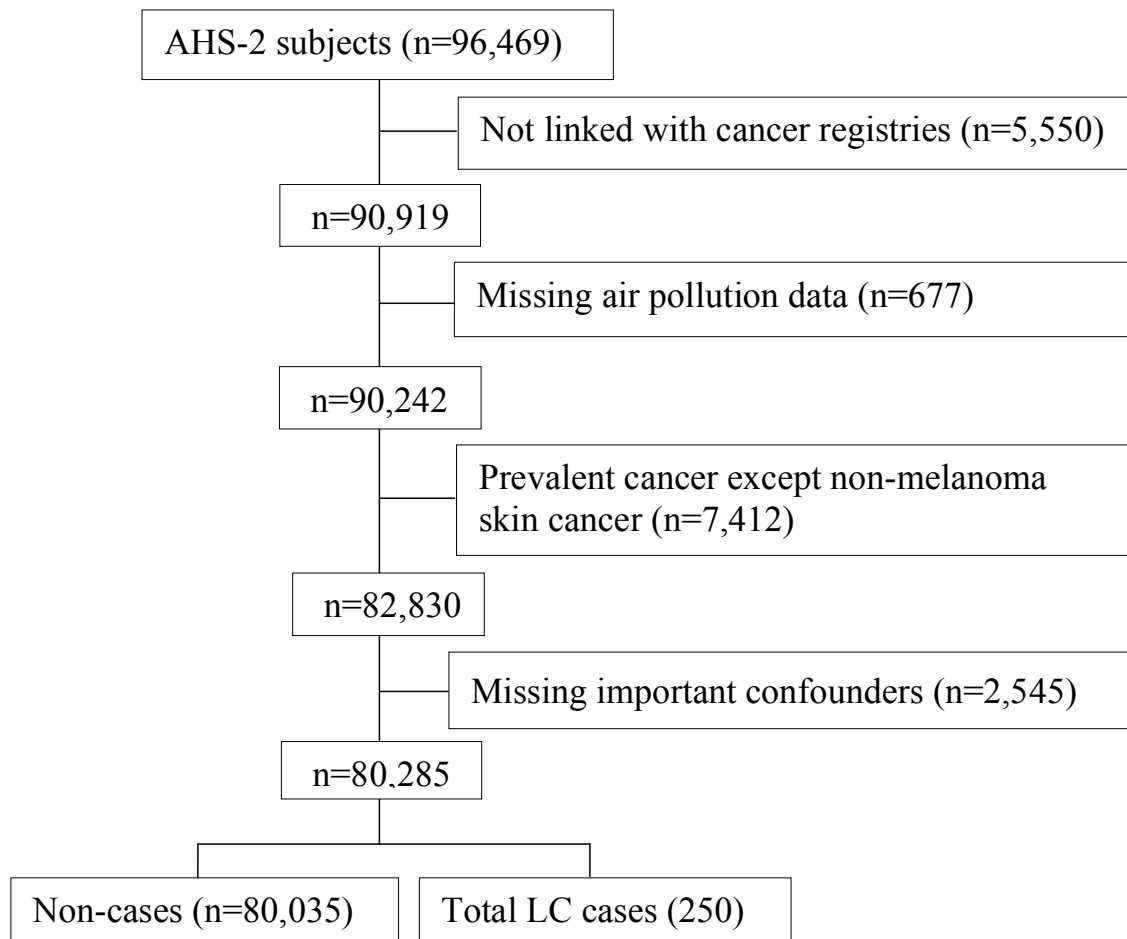 AHS-2 subjects (n=96,469)
Not linked with cancer registries (n=5,550)
n=90,919
Missing air pollution data (n=677)
n=90,242
Prevalent cancer except non-melanoma
skin cancer (n=7,412)
n=82,830
Missing important confounders (n=2,545)
n=80,285
Non-cases (n=80,035)
Total LC cases (250)